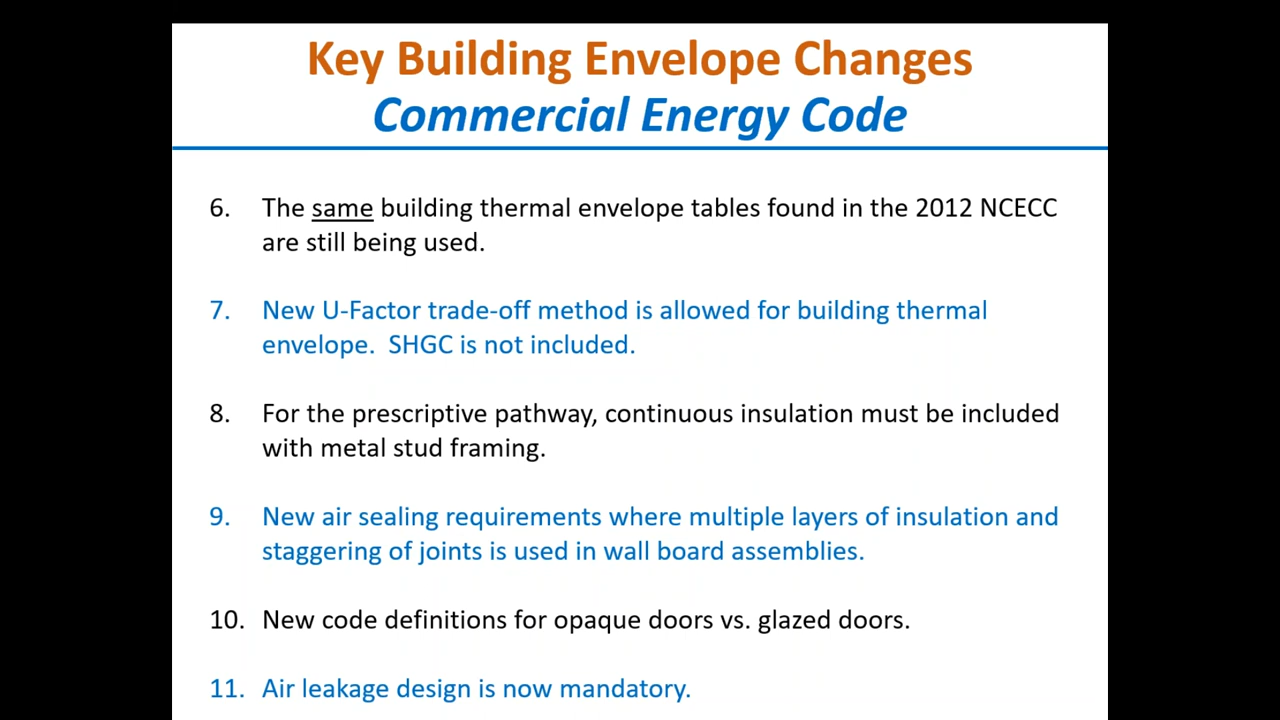 Key Building Envelope Changes
Commercial Energy Code
6. The same building thermal envelope tables found in the 2012 NCECC
are still being used.
7. New U-Factor trade-off method is allowed for building thermal
envelope.  SHGC is not included.
8. For the prescriptive pathway, continuous insulation must be included
with metal stud framing.
9. New air sealing requirements where multiple layers of insulation and
staggering of joints is used in wall board assemblies.
10. New code definitions for opaque doors vs. glazed doors.
11. Air leakage design is now mandatory.